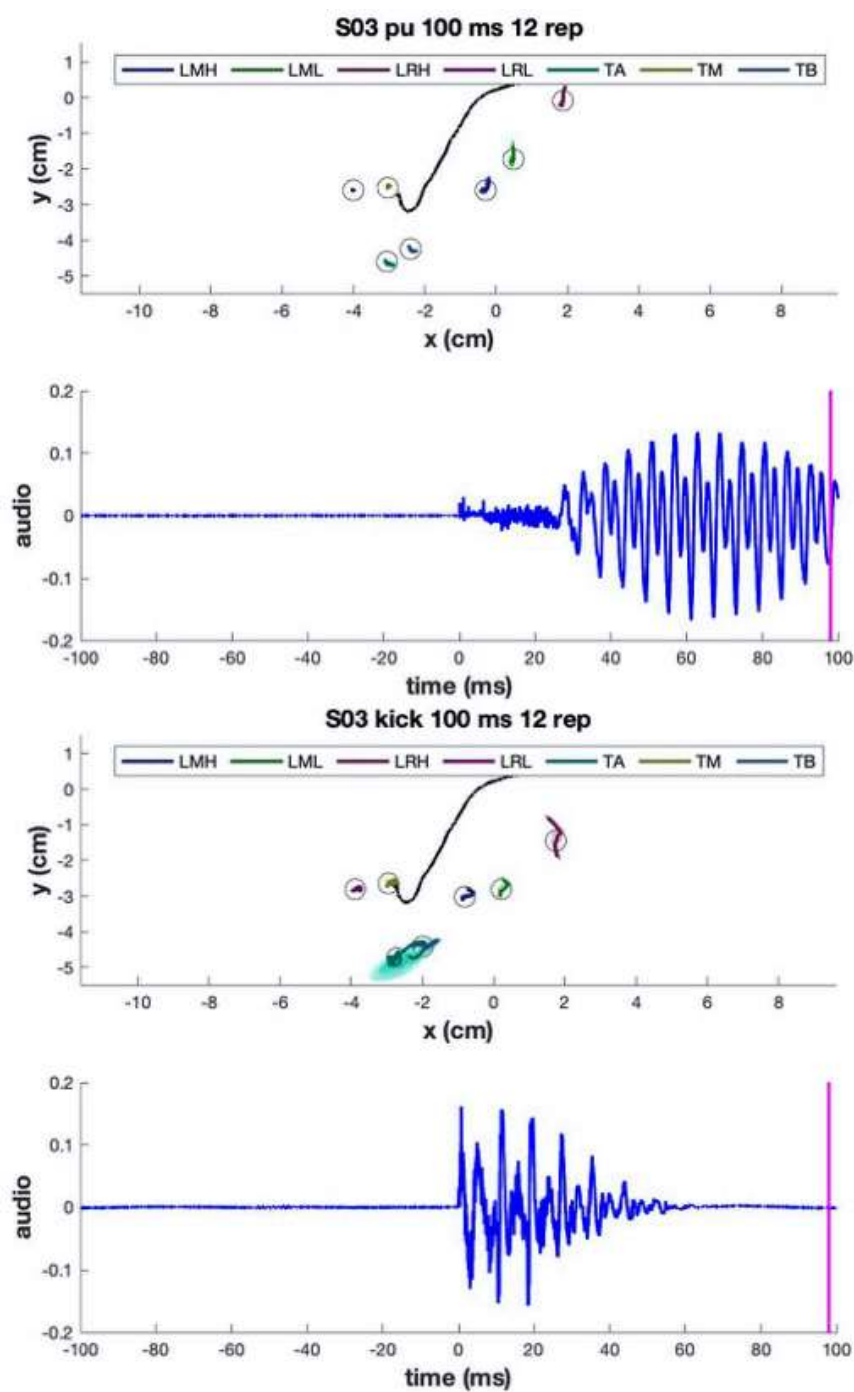 S03 pu 100 ms 12 rep
LMH LML LRH LRL TA TM TB
1
0
-1
-2
-3
-4
-5
y (cm)
-10 -8 -6 -4 -2 0 2 4 6 8
x (cm)
0.2
0.1
0
-0.1
-0.2
audio
-100 -80 -60 -40 -20 0 20 40 60 80 100
time (ms)
S03 kick 100 ms 12 rep
LMH LML LRH LRL TA TM TB
1
0
-1
-2
-3
-4
-5
y (cm)
-10 -8 -6 -4 -2 0 2 4 6 8
x (cm)
0.2
0.1
0
-0.1
-0.2
audio
-100 -80 -60 -40 -20 0 20 40 60 80 100
time (ms)